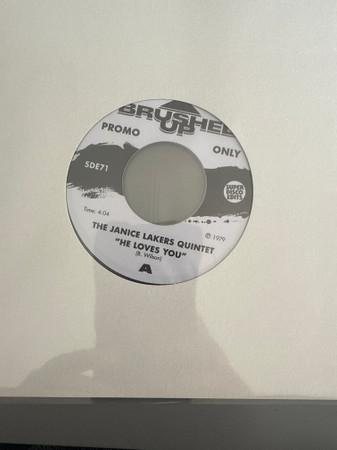 BRUSHED
UP
PROMO
ONLY
SDE71
SUPER
DISCO
EDITS
Time: 4:04
℗ 1979
THE JANICE LAKERS QUINTET
"HE LOVES YOU"
(B. Wilson)
A